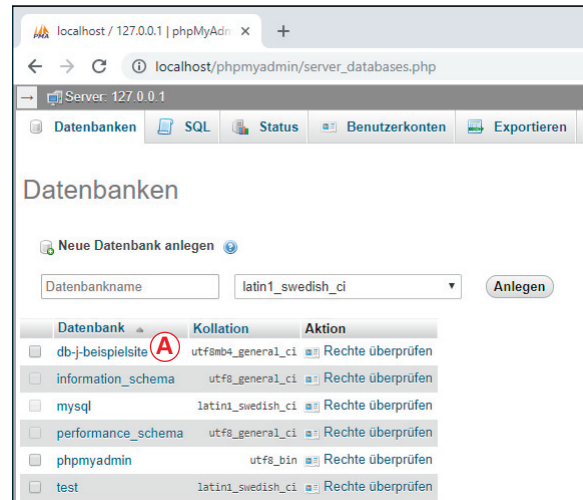 localhost / 127.0.0.1 | phpMyAdn
localhost/phpmyadmin/server_databases.php
Server: 127.0.0.1
Datenbanken SQL Status Benutzerkonten Exportieren
Datenbanken
Neue Datenbank anlegen
Datenbankname latin1_swedish_ci Anlegen
Datenbank Kollation Aktion
db-j-beispielsite A utf8mb4_general_ci Rechte überprüfen
information_schema utf8_general_ci Rechte überprüfen
mysql latin1_swedish_ci Rechte überprüfen
performance_schema utf8_general_ci Rechte überprüfen
phpmyadmin utf8_bin Rechte überprüfen
test latin1_swedish_ci Rechte überprüfen